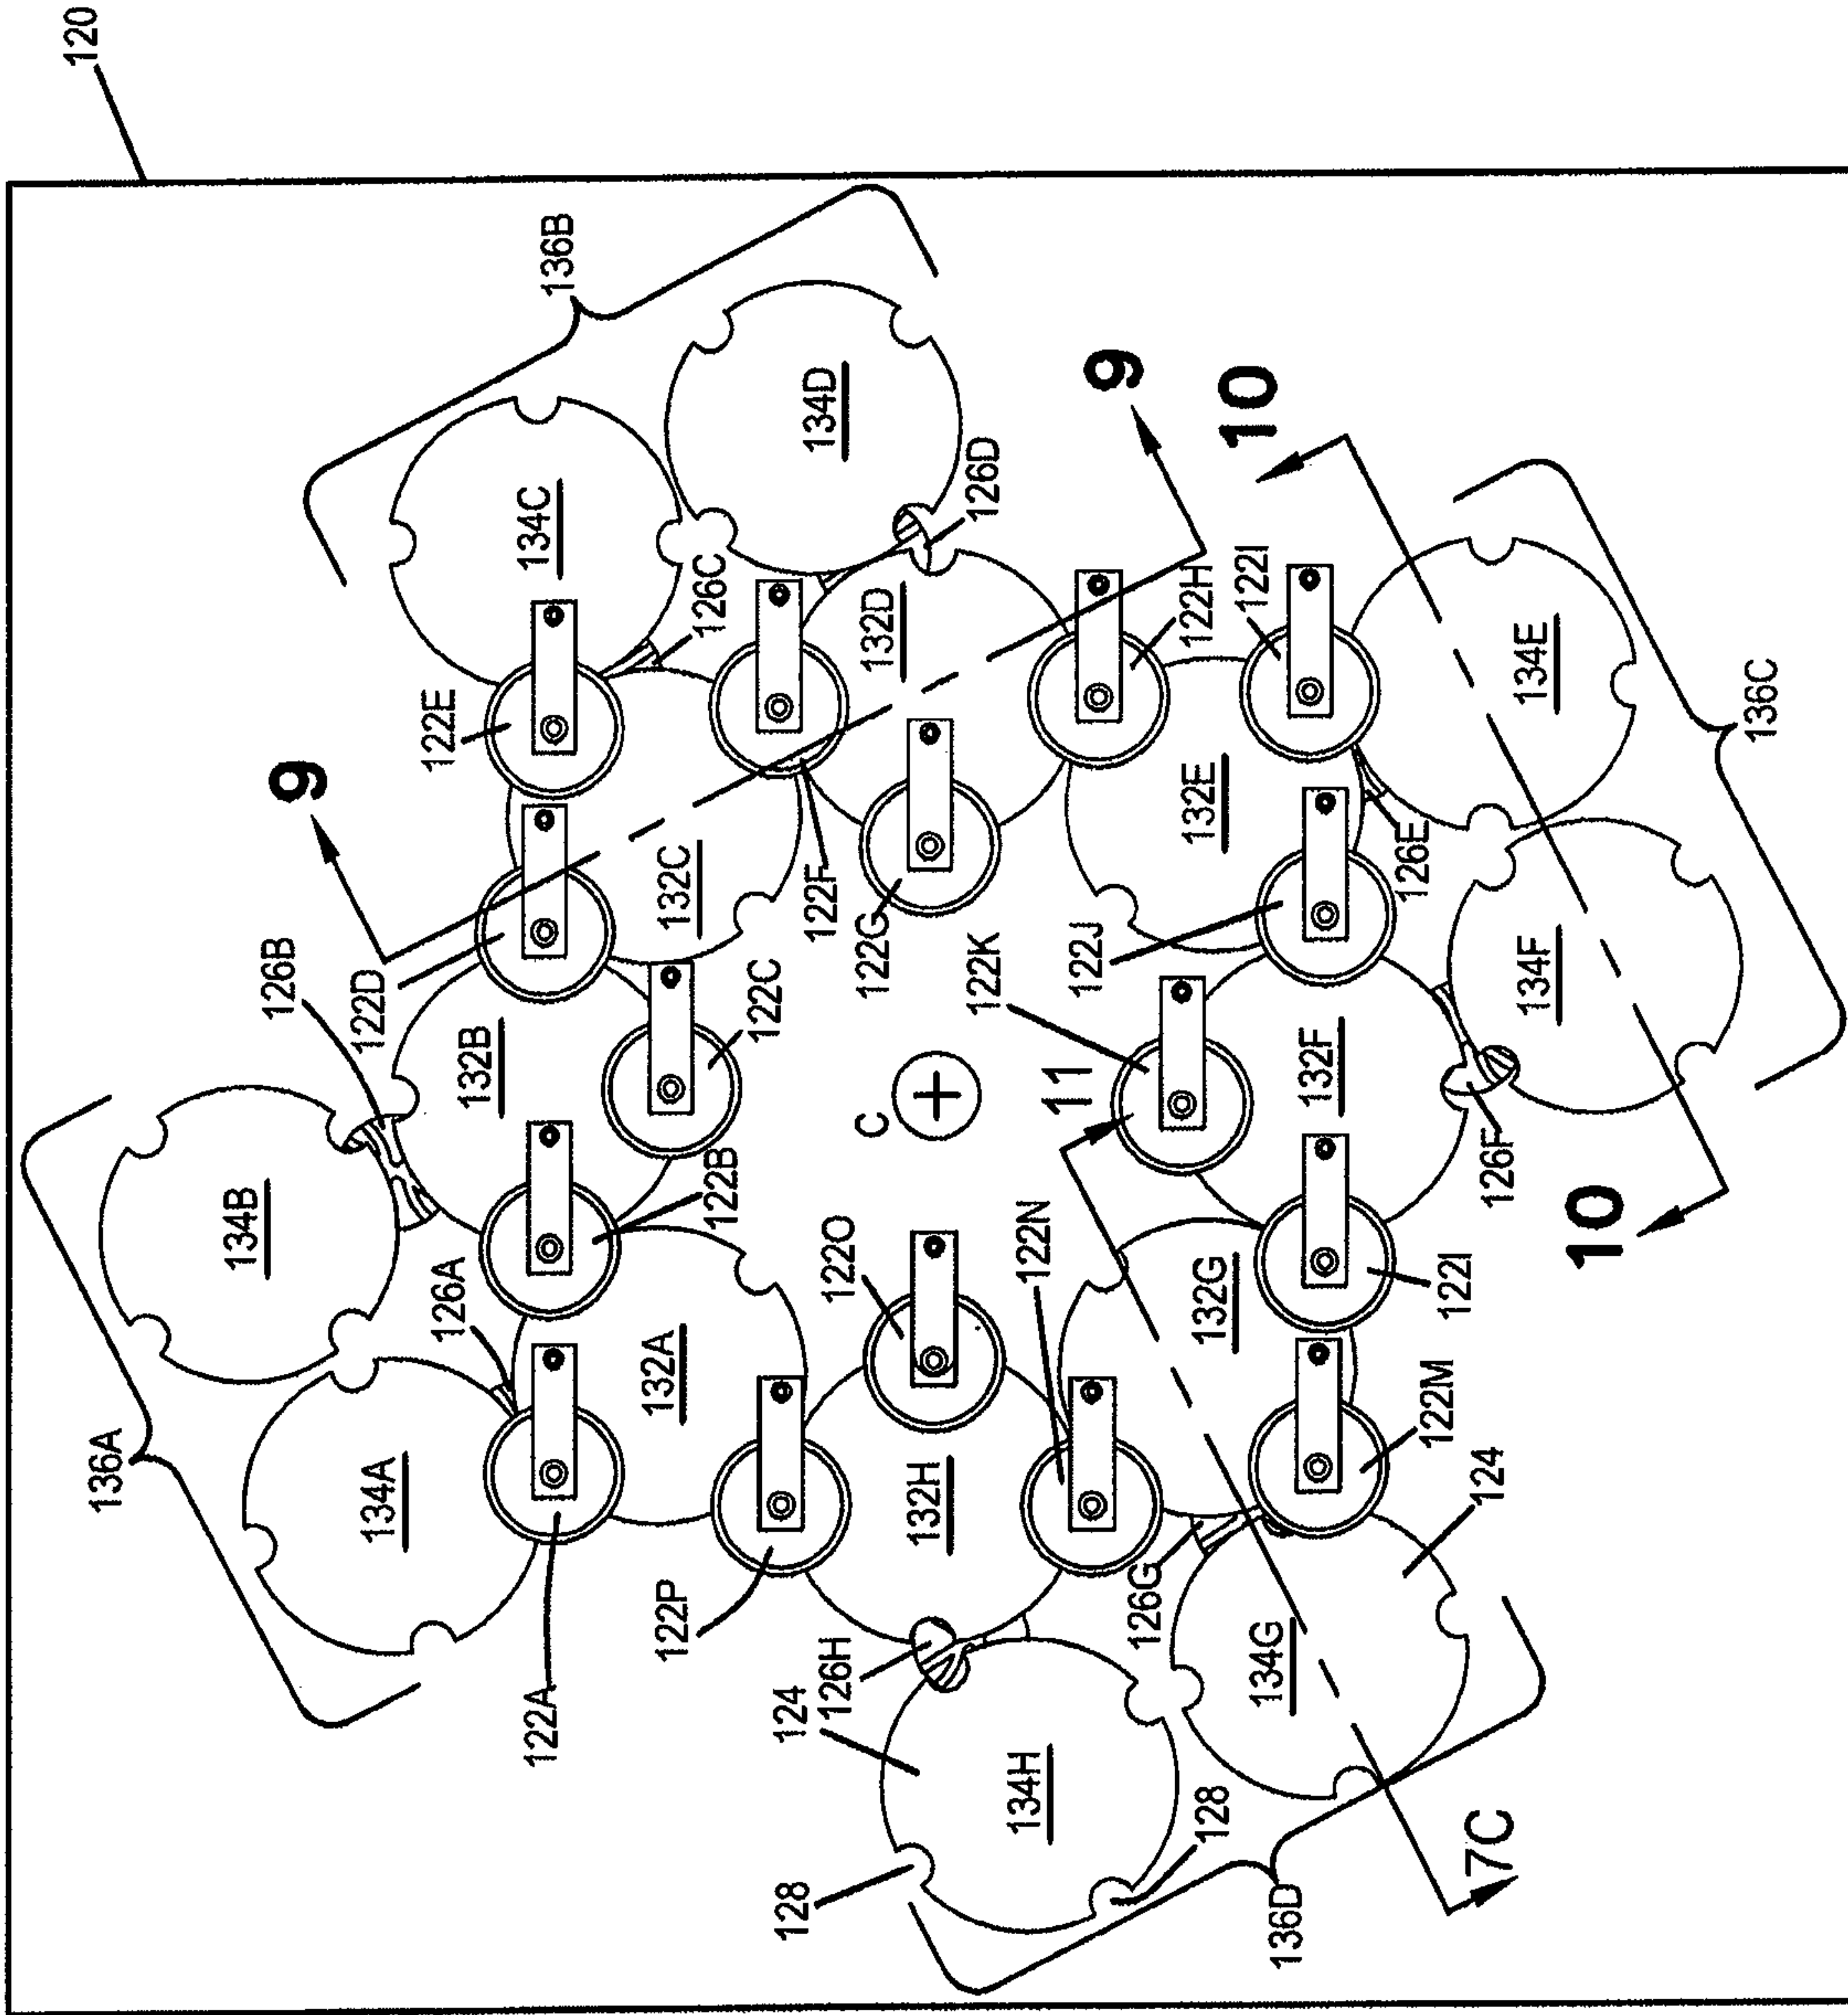 120
136A
134B
126B
9
134A
126A
122D
122E
132B
134C
136B
122A
132A
122B
132C
126C
122P
122C
122F
134D
128
124
126H
132H
122O
C
122G
132D
126D
134H
122N
11
122K
122J
9
128
126G
132G
132E
122H
122I
10
136D
134G
132F
7C
124
122M
122I
126F
126E
10
134F
134E
136C